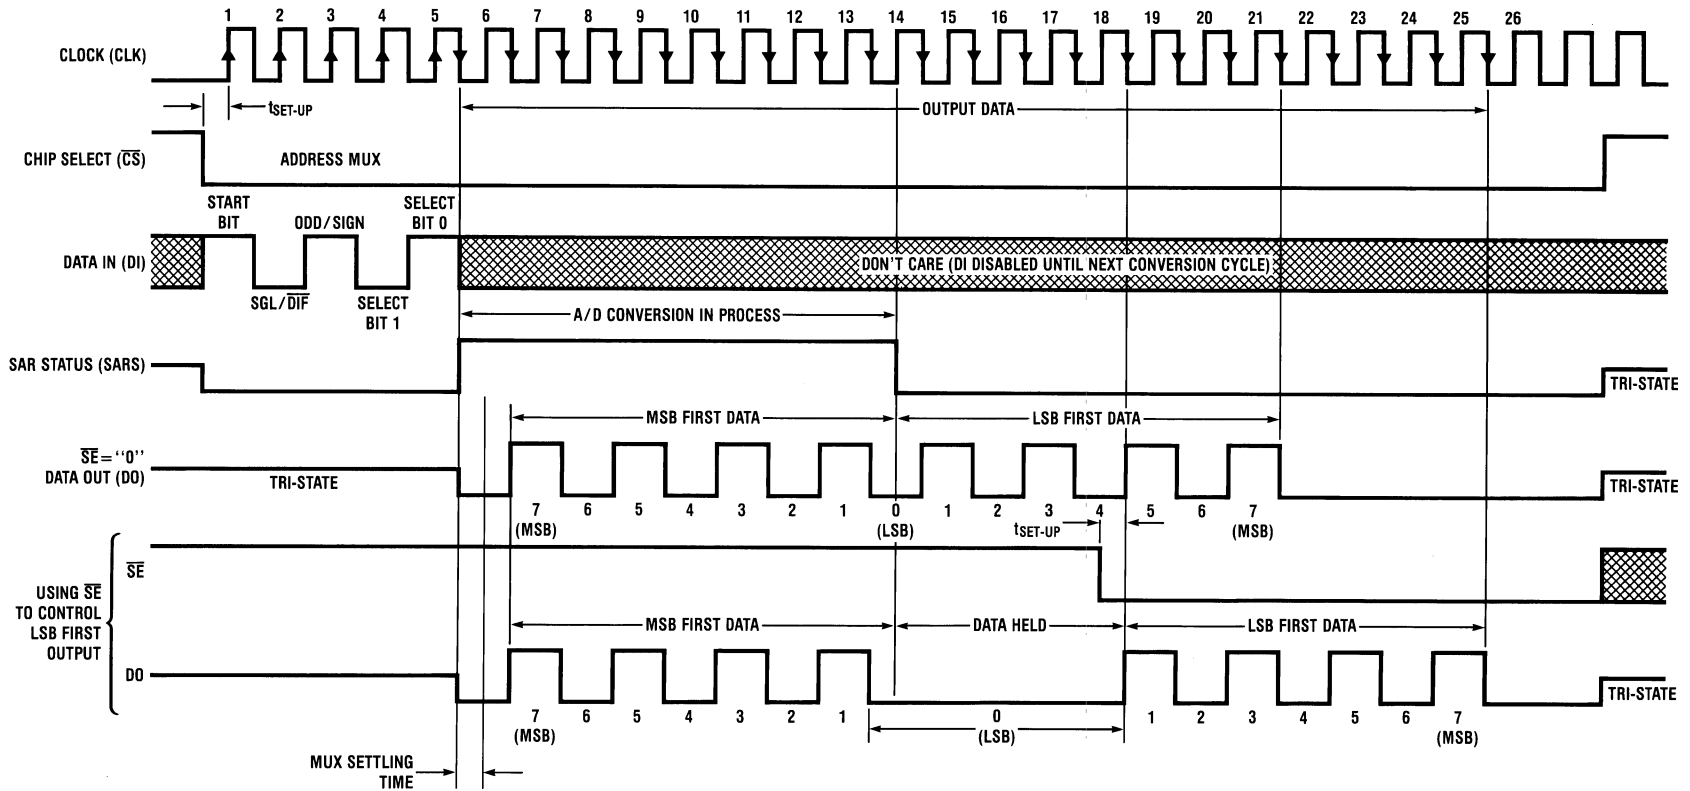 1 2 3 4 5 6 7 8 9 10 11 12 13 14 15 16 17 18 19 20 21 22 23 24 25 26
CLOCK (CLK)
tSET-UP
OUTPUT DATA
CHIP SELECT (C̅S̅)
ADDRESS MUX
START
BIT
ODD/SIGN
SELECT
BIT 0
DATA IN (DI)
DON'T CARE (DI DISABLED UNTIL NEXT CONVERSION CYCLE)
SGL/D̅I̅F̅
SELECT
BIT 1
A/D CONVERSION IN PROCESS
SAR STATUS (SARS)
TRI-STATE
MSB FIRST DATA
LSB FIRST DATA
S̅E̅="0"
DATA OUT (DO)
TRI-STATE
TRI-STATE
7 6 5 4 3 2 1 0 1 2 3 4 5 6 7
(MSB)
(LSB)
(MSB)
tSET-UP
S̅E̅
USING S̅E̅
TO CONTROL
LSB FIRST
OUTPUT
MSB FIRST DATA
DATA HELD
LSB FIRST DATA
DO
TRI-STATE
7 6 5 4 3 2 1 0 1 2 3 4 5 6 7
(MSB)
(LSB)
(MSB)
MUX SETTLING
TIME